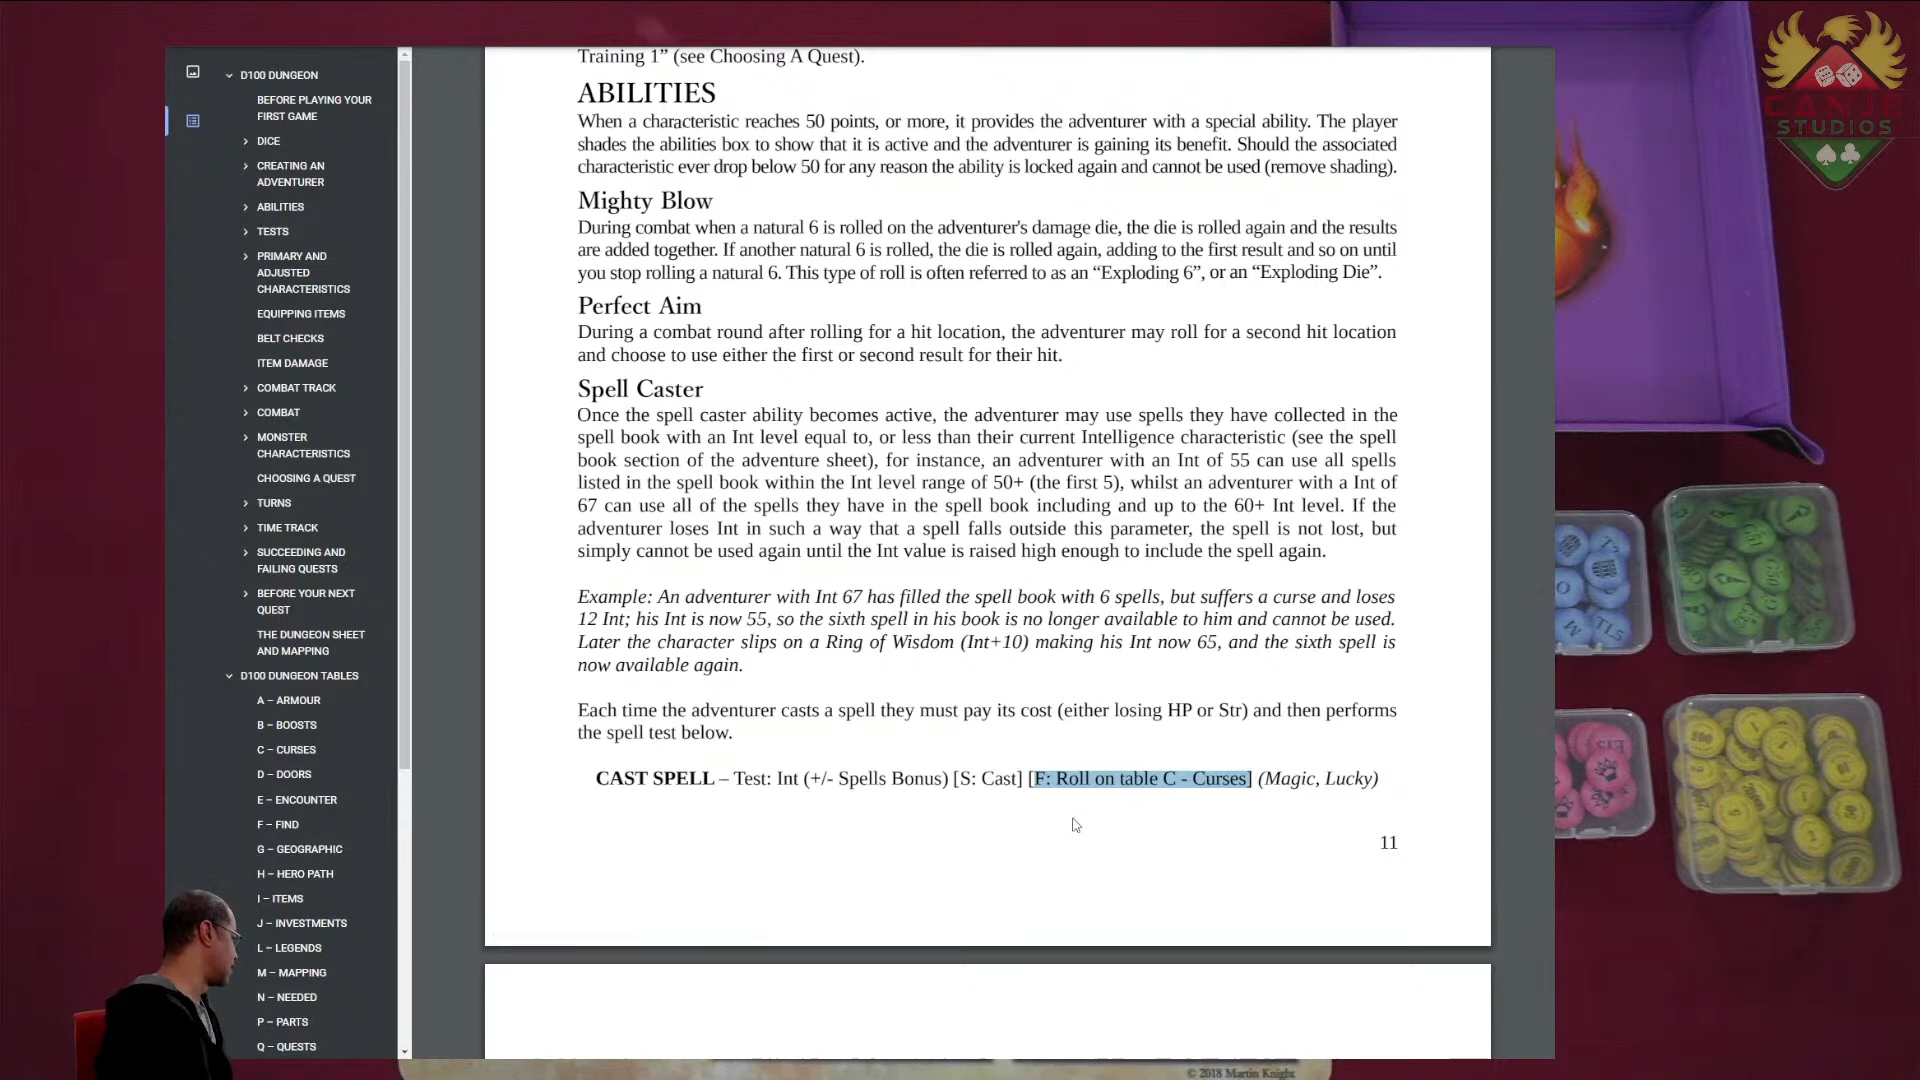 D100 DUNGEON
BEFORE PLAYING YOUR
FIRST GAME
DICE
CREATING AN
ADVENTURER
ABILITIES
TESTS
PRIMARY AND
ADJUSTED
CHARACTERISTICS
EQUIPPING ITEMS
BELT CHECKS
ITEM DAMAGE
COMBAT TRACK
COMBAT
MONSTER
CHARACTERISTICS
CHOOSING A QUEST
TURNS
TIME TRACK
SUCCEEDING AND
FAILING QUESTS
BEFORE YOUR NEXT
QUEST
THE DUNGEON SHEET
AND MAPPING
D100 DUNGEON TABLES
A – ARMOUR
B – BOOSTS
C – CURSES
D – DOORS
E – ENCOUNTER
F – FIND
G – GEOGRAPHIC
H – HERO PATH
I – ITEMS
J – INVESTMENTS
L – LEGENDS
M – MAPPING
N – NEEDED
P – PARTS
Q – QUESTS
Training 1” (see Choosing A Quest).
ABILITIES
When a characteristic reaches 50 points, or more, it provides the adventurer with a special ability. The player
shades the abilities box to show that it is active and the adventurer is gaining its benefit. Should the associated
characteristic ever drop below 50 for any reason the ability is locked again and cannot be used (remove shading).
Mighty Blow
During combat when a natural 6 is rolled on the adventurer's damage die, the die is rolled again and the results
are added together. If another natural 6 is rolled, the die is rolled again, adding to the first result and so on until
you stop rolling a natural 6. This type of roll is often referred to as an “Exploding 6”, or an “Exploding Die”.
Perfect Aim
During a combat round after rolling for a hit location, the adventurer may roll for a second hit location
and choose to use either the first or second result for their hit.
Spell Caster
Once the spell caster ability becomes active, the adventurer may use spells they have collected in the
spell book with an Int level equal to, or less than their current Intelligence characteristic (see the spell
book section of the adventure sheet), for instance, an adventurer with an Int of 55 can use all spells
listed in the spell book within the Int level range of 50+ (the first 5), whilst an adventurer with a Int of
67 can use all of the spells they have in the spell book including and up to the 60+ Int level. If the
adventurer loses Int in such a way that a spell falls outside this parameter, the spell is not lost, but
simply cannot be used again until the Int value is raised high enough to include the spell again.
Example: An adventurer with Int 67 has filled the spell book with 6 spells, but suffers a curse and loses
12 Int; his Int is now 55, so the sixth spell in his book is no longer available to him and cannot be used.
Later the character slips on a Ring of Wisdom (Int+10) making his Int now 65, and the sixth spell is
now available again.
Each time the adventurer casts a spell they must pay its cost (either losing HP or Str) and then performs
the spell test below.
CAST SPELL – Test: Int (+/- Spells Bonus) [S: Cast] [F: Roll on table C - Curses] (Magic, Lucky)
11
CANJE
STUDIOS
© 2018 Martin Knight